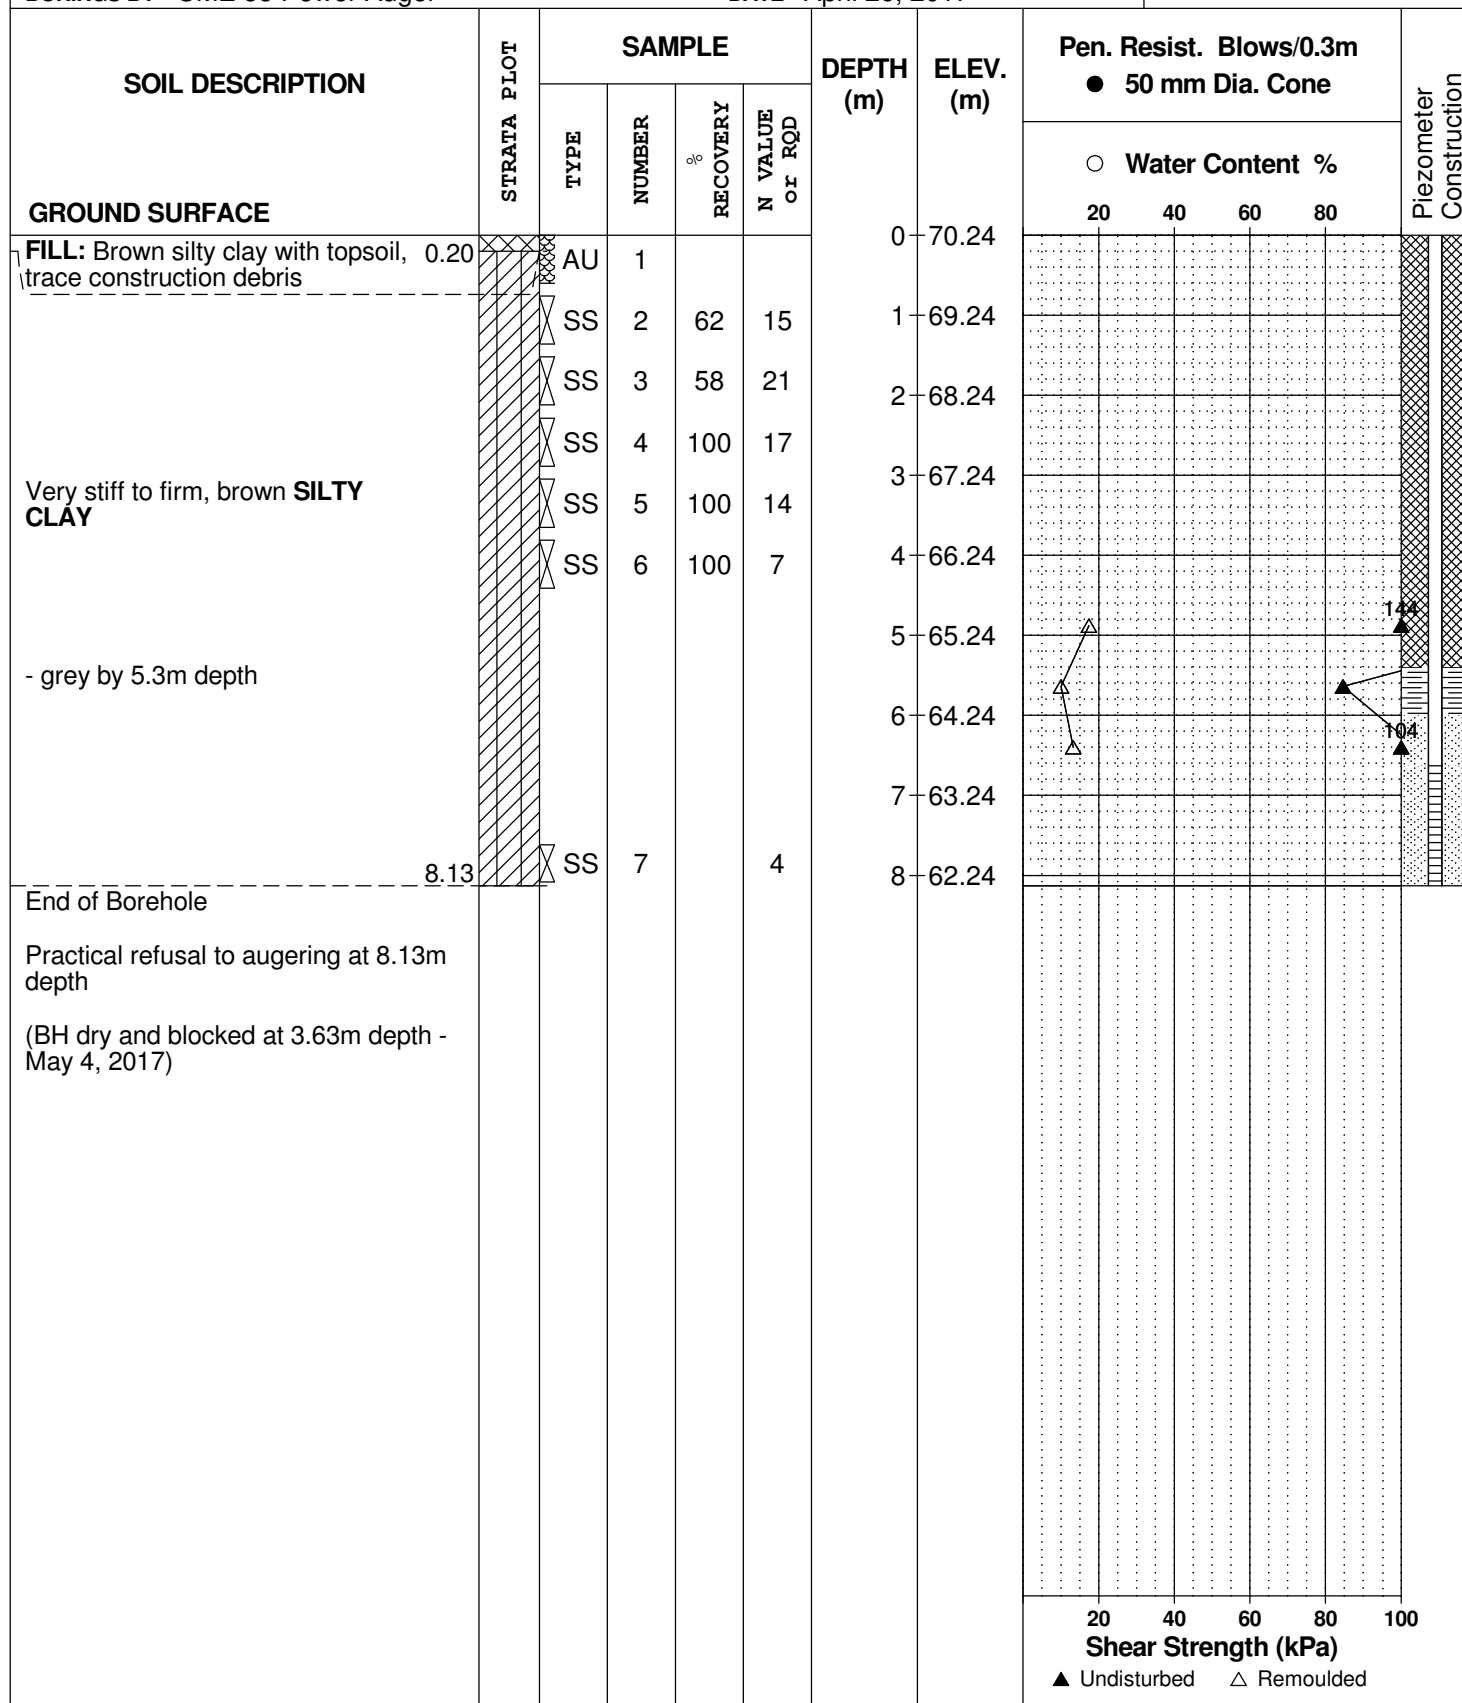 SOIL DESCRIPTION
GROUND SURFACE
STRATA PLOT
SAMPLE
TYPE
NUMBER
% RECOVERY
N VALUE or RQD
DEPTH (m)
ELEV. (m)
Pen. Resist. Blows/0.3m
● 50 mm Dia. Cone
○ Water Content %
20 40 60 80
Piezometer Construction
FILL: Brown silty clay with topsoil, 0.20
trace construction debris
AU 1
0 70.24
SS 2 62 15
1 69.24
SS 3 58 21
2 68.24
SS 4 100 17
3 67.24
Very stiff to firm, brown SILTY
CLAY
SS 5 100 14
SS 6 100 7
4 66.24
144
5 65.24
- grey by 5.3m depth
6 64.24
104
7 63.24
8.13
SS 7 4
8 62.24
End of Borehole
Practical refusal to augering at 8.13m
depth
(BH dry and blocked at 3.63m depth -
May 4, 2017)
20 40 60 80 100
Shear Strength (kPa)
▲ Undisturbed △ Remoulded